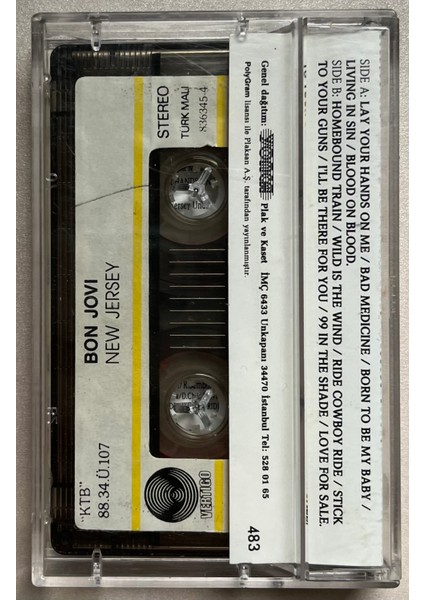 SIDE A: LAY YOUR HANDS ON ME / BAD MEDICINE / BORN TO BE MY BABY /
LIVING IN SIN / BLOOD ON BLOOD.
SIDE B: HOMEBOUND TRAIN / WILD IS THE WIND / RIDE COWBOY RIDE / STICK
TO YOUR GUNS / I'LL BE THERE FOR YOU / 99 IN THE SHADE / LOVE FOR SALE.
Genel dağıtım: Plak ve Kaset İMÇ 6433 Unkapanı 34470 İstanbul Tel: 528 01 65
PolyGram lisansı ile Plaksan A.Ş. tarafından yayınlanmıştır.
483
STEREO
TÜRK MALI
836345-4
BON JOVI
NEW JERSEY
"KTB"
88.34.Ü.107
VERTIGO